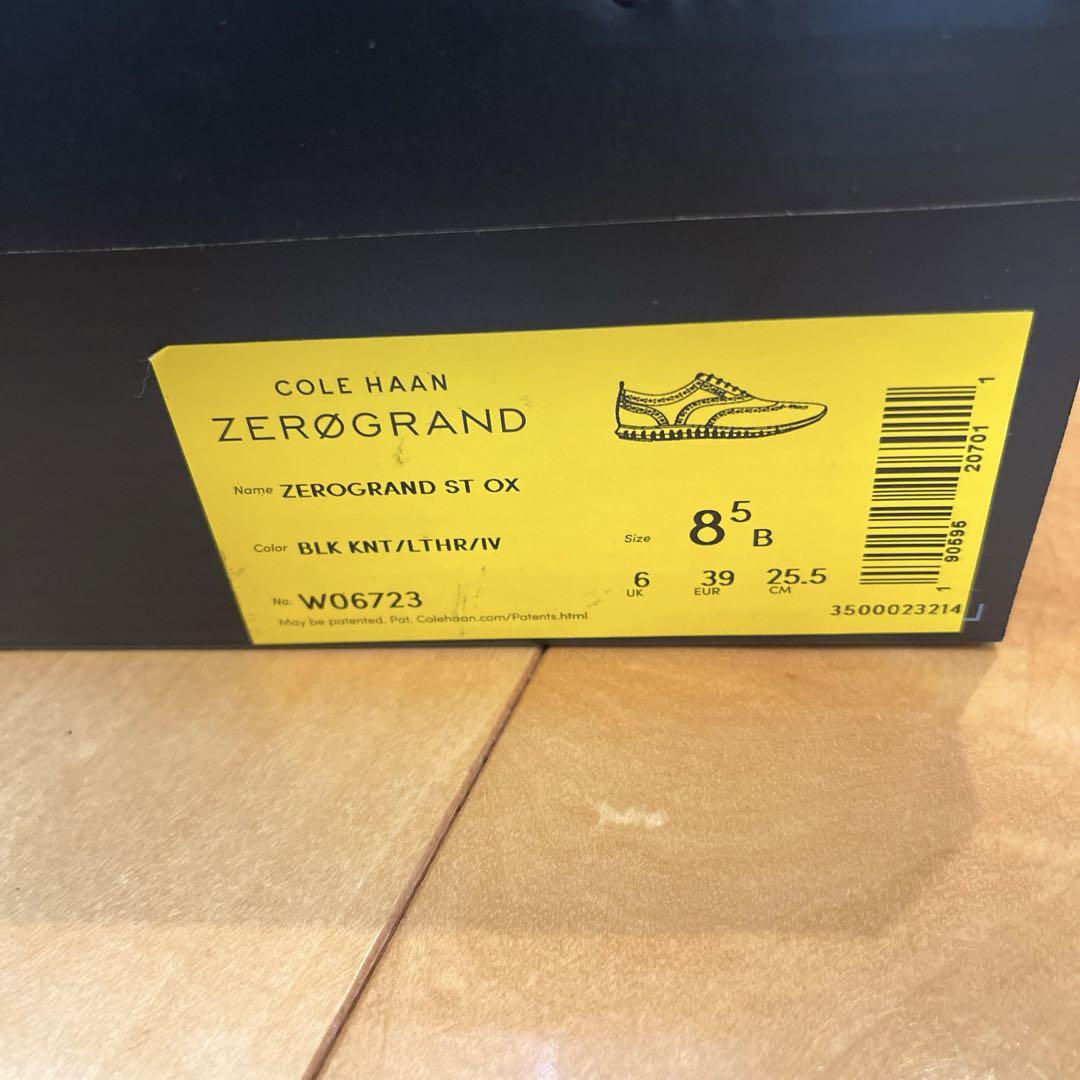 COLE HAAN
ZERØGRAND
Name ZEROGRAND ST OX
Color BLK KNT/LTHR/IV
No. W06723
May be patented. Pat. Colehaan.com/Patents.html
Size 8⁵ B
6 39 25.5
UK EUR CM
1 90595 20701 1
3500023214